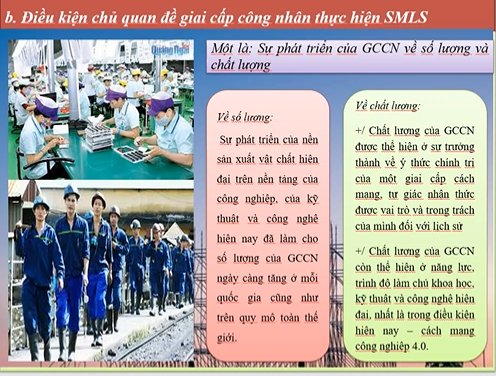 b. Điều kiện chủ quan để giai cấp công nhân thực hiện SMLS
Quảng Ngãi
Một là: Sự phát triển của GCCN về số lượng và
chất lượng
Về số lượng:
Sự phát triển của nền
sản xuất vật chất hiện
đại trên nền tảng của
công nghiệp, của kỹ
thuật và công nghệ
hiện nay đã làm cho
số lượng của GCCN
ngày càng tăng ở mỗi
quốc gia cũng như
trên quy mô toàn thế
giới.
Về chất lượng:
+/ Chất lượng của GCCN
được thể hiện ở sự trưởng
thành về ý thức chính trị
của một giai cấp cách
mạng, tự giác nhân thức
được vai trò và trọng trách
của mình đối với lịch sử
+/ Chất lượng của GCCN
còn thể hiện ở năng lực,
trình độ làm chủ khoa học,
kỹ thuật và công nghệ hiện
đại, nhất là trong điều kiện
hiện nay – cách mạng
công nghiệp 4.0.